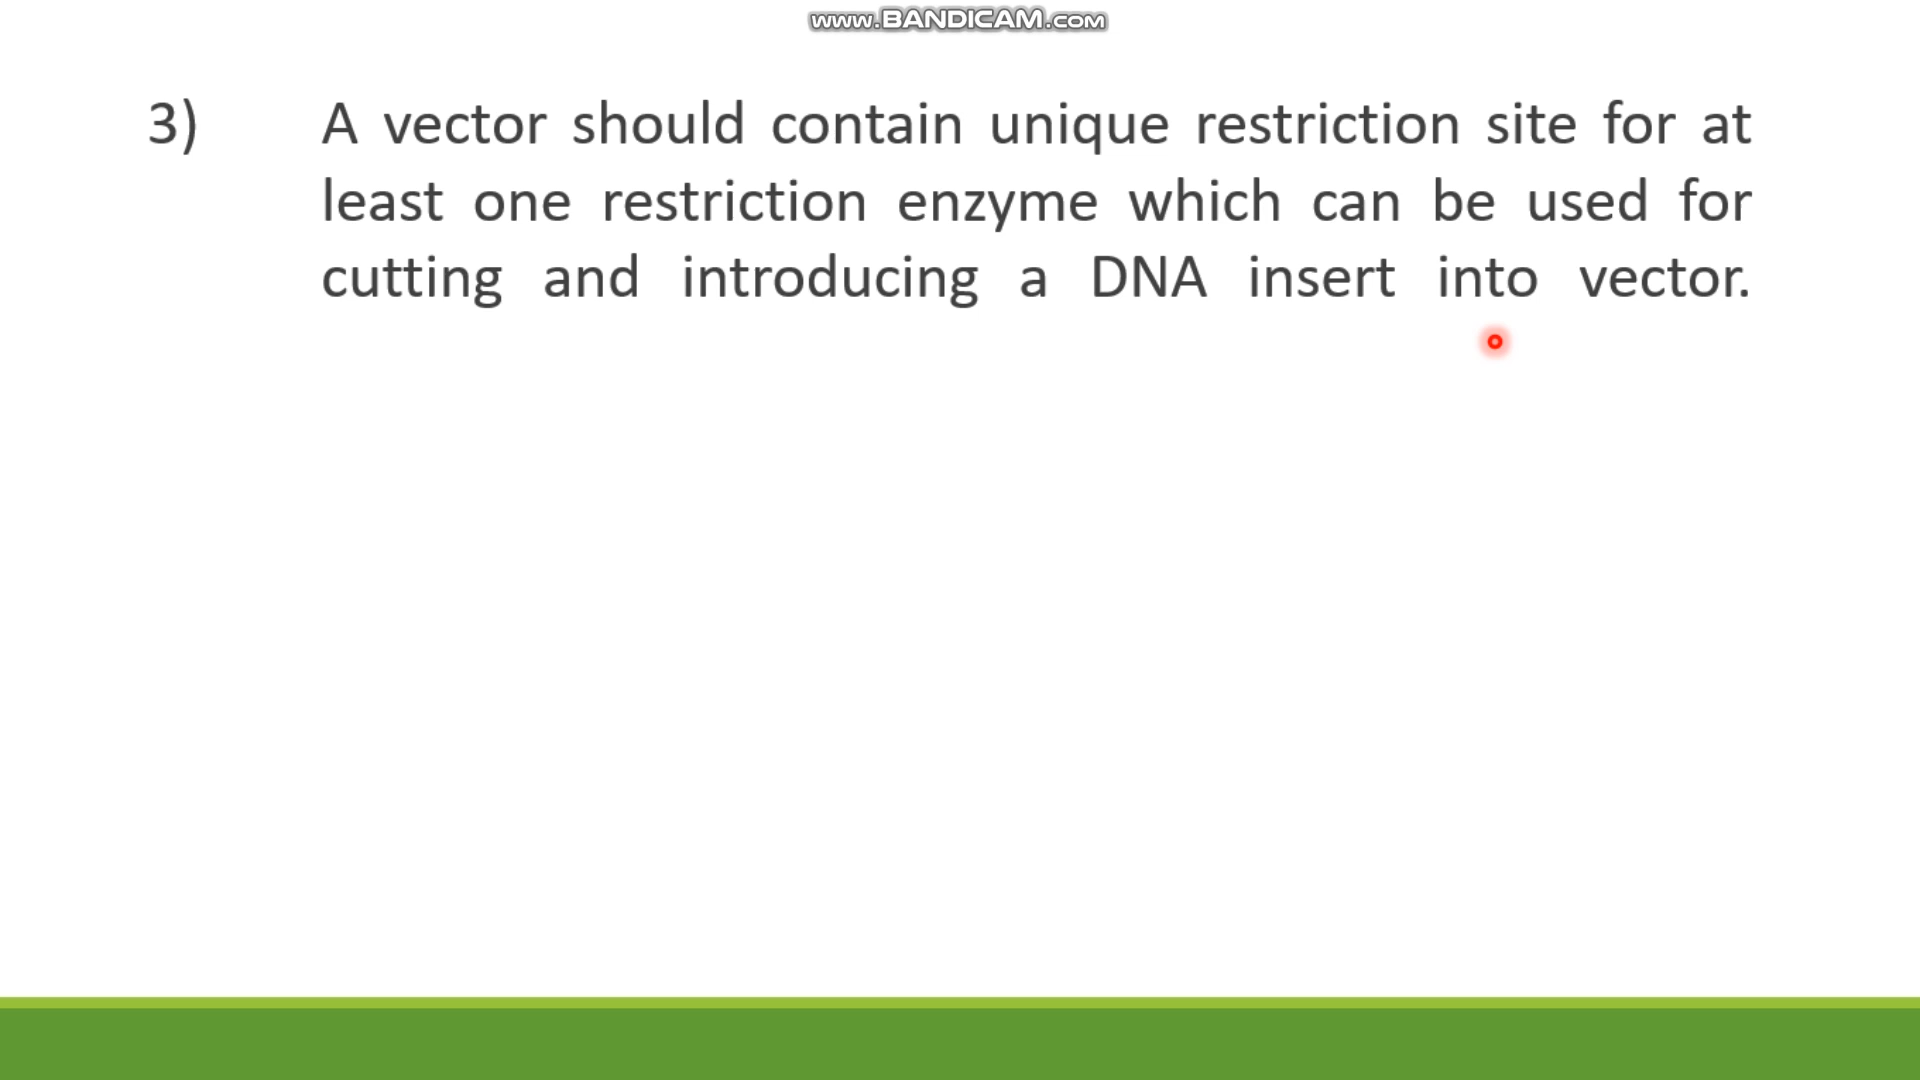 www.BANDICAM.com
3) A vector should contain unique restriction site for at
least one restriction enzyme which can be used for
cutting and introducing a DNA insert into vector.